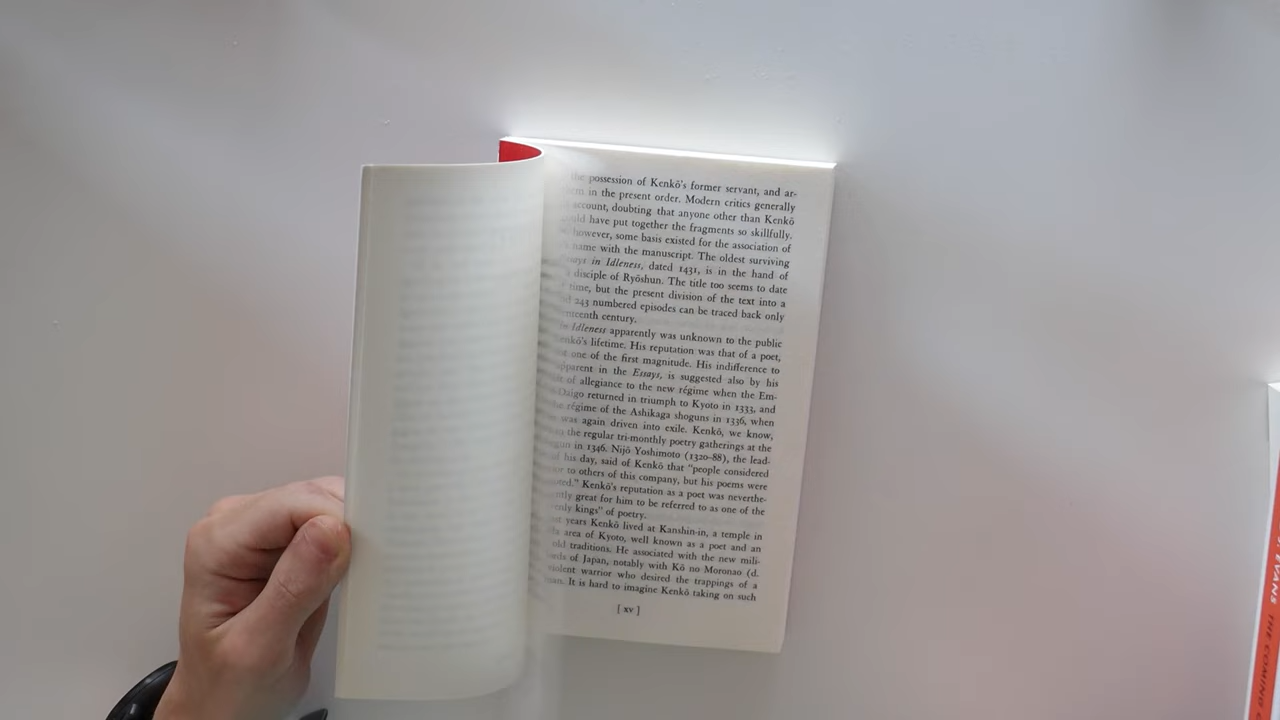 the possession of Kenkō's former servant, and ar-
in the present order. Modern critics generally
account, doubting that anyone other than Kenkō
have put together the fragments so skillfully.
however, some basis existed for the association of
name with the manuscript. The oldest surviving
in Idleness, dated 1431, is in the hand of
disciple of Ryōshun. The title too seems to date
time, but the present division of the text into a
243 numbered episodes can be traced back only
century.
in Idleness apparently was unknown to the public
Kenkō's lifetime. His reputation was that of a poet,
one of the first magnitude. His indifference to
apparent in the Essays, is suggested also by his
of allegiance to the new régime when the Em-
Daigo returned in triumph to Kyoto in 1333, and
régime of the Ashikaga shoguns in 1336, when
was again driven into exile. Kenkō, we know,
the regular tri-monthly poetry gatherings at the
in 1346. Nijō Yoshimoto (1320–88), the lead-
his day, said of Kenkō that "people considered
to others of this company, but his poems were
Kenkō's reputation as a poet was neverthe-
great for him to be referred to as one of the
kings" of poetry.
years Kenkō lived at Kanshin-in, a temple in
area of Kyoto, well known as a poet and an
old traditions. He associated with the new mili-
of Japan, notably with Kō no Moronao (d.
violent warrior who desired the trappings of a
It is hard to imagine Kenkō taking on such
[ xv ]
EVANS THE COMING